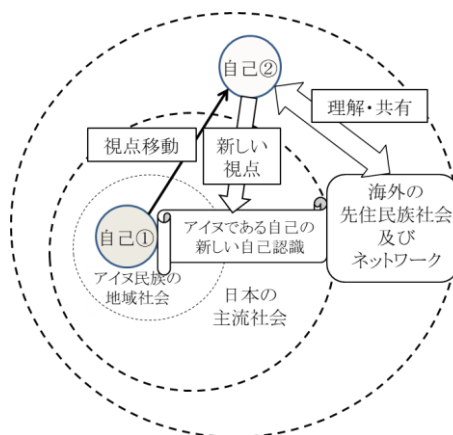 自己②
理解・共有
視点移動
新しい
視点
海外の
先住民族社会
及び
ネットワーク
自己①
アイヌである自己の
新しい自己認識
アイヌ民族の
地域社会
日本の
主流社会